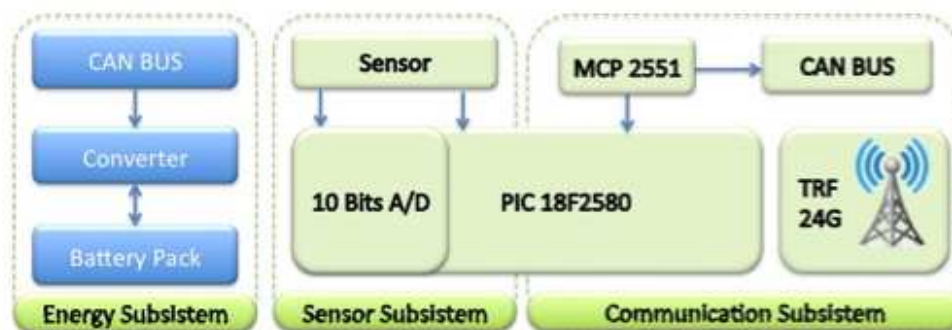 CAN BUS
Converter
Battery Pack
Energy Subsistem
Sensor
10 Bits A/D
PIC 18F2580
Sensor Subsistem
MCP 2551
CAN BUS
TRF
24G
Communication Subsistem